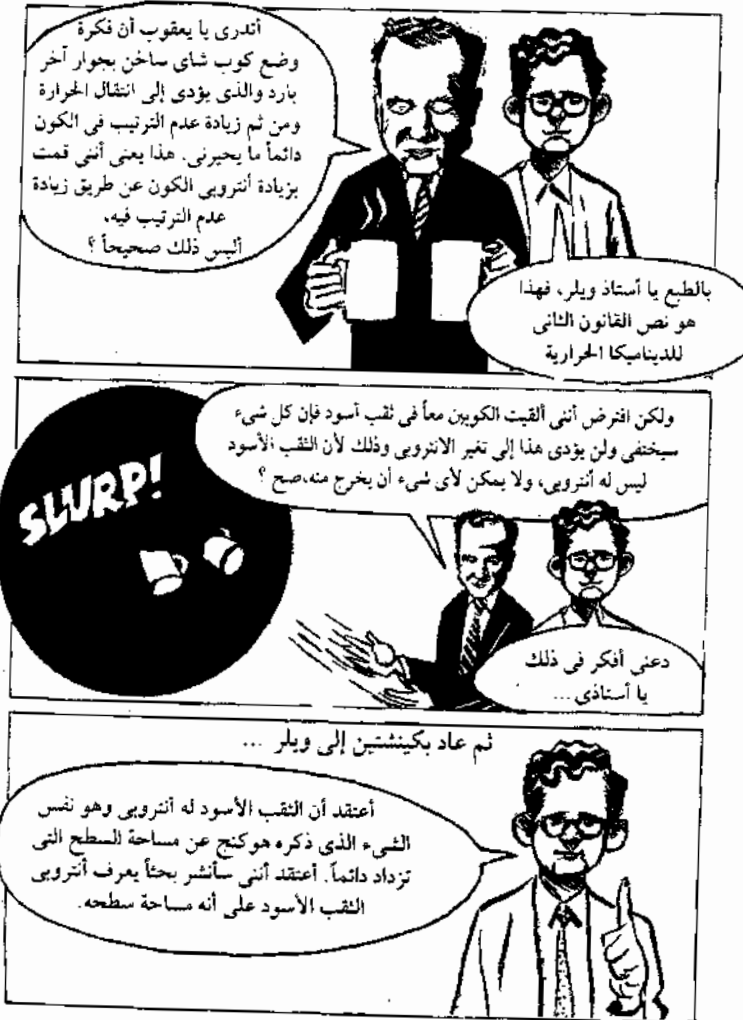 أتدرى يا يعقوب أن فكرة
وضع كوب شاى ساخن بجوار آخر
بارد والذى يؤدى إلى انتقال الحرارة
ومن ثم زيادة عدم الترتيب فى الكون
دائماً ما يحيرنى. هذا يعنى أننى قمت
بزيادة أنتروبى الكون عن طريق زيادة
عدم الترتيب فيه،
أليس ذلك صحيحاً ؟
بالطبع يا أستاذ ويلر، فهذا
هو نص القانون الثانى
للديناميكا الحرارية
ولكن افترض أننى ألقيت الكوبين معاً فى ثقب أسود فإن كل شىء
سيختفى ولن يؤدى هذا إلى تغير الانتروبى وذلك لأن الثقب الأسود
ليس له أنتروبى، ولا يمكن لأى شىء أن يخرج منه،صح ؟
SLURP!
دعنى أفكر فى ذلك
يا أستاذى ...
ثم عاد بكينشتين إلى ويلر ...
أعتقد أن الثقب الأسود له أنتروبى وهو نفس
الشىء الذى ذكره هوكنج عن مساحة السطح التى
تزداد دائماً. أعتقد أننى سأنشر بحثاً يعرف أنتروبى
الثقب الأسود على أنه مساحة سطحه.